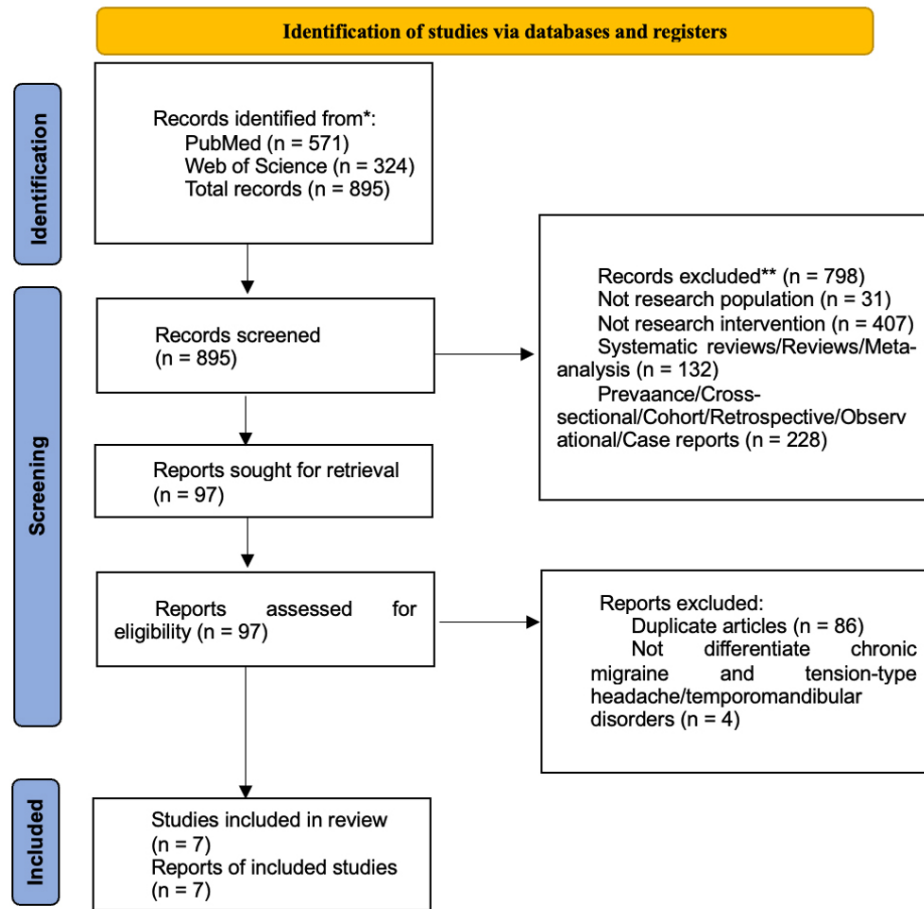 Identification of studies via databases and registers
Identification
Records identified from*:
PubMed (n = 571)
Web of Science (n = 324)
Total records (n = 895)
Records excluded** (n = 798)
Not research population (n = 31)
Not research intervention (n = 407)
Systematic reviews/Reviews/Meta-
analysis (n = 132)
Prevaance/Cross-
sectional/Cohort/Retrospective/Observ
ational/Case reports (n = 228)
Screening
Records screened
(n = 895)
Reports sought for retrieval
(n = 97)
Reports assessed for
eligibility (n = 97)
Reports excluded:
Duplicate articles (n = 86)
Not differentiate chronic
migraine and tension-type
headache/temporomandibular
disorders (n = 4)
Included
Studies included in review
(n = 7)
Reports of included studies
(n = 7)